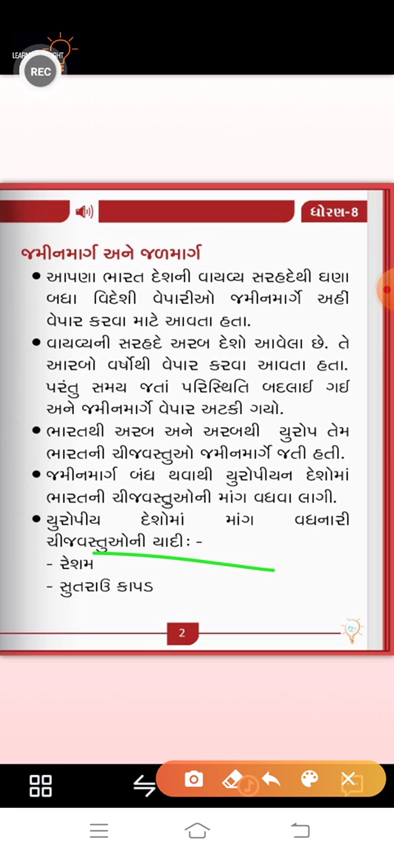 LEARN
GHT
REC
ધોરણ-8
જમીનમાર્ગ અને જળમાર્ગ
● આપણા ભારત દેશની વાયવ્ય સરહદેથી ઘણા
બધા વિદેશી વેપારીઓ જમીનમાર્ગે અહીં
વેપાર કરવા માટે આવતા હતા.
● વાયવ્યની સરહદે અરબ દેશો આવેલા છે. તે
આરબો વર્ષોથી વેપાર કરવા આવતા હતા.
પરંતુ સમય જતાં પરિસ્થિતિ બદલાઈ ગઈ
અને જમીનમાર્ગે વેપાર અટકી ગયો.
● ભારતથી અરબ અને અરબથી યુરોપ તેમ
ભારતની ચીજવસ્તુઓ જમીનમાર્ગે જતી હતી.
● જમીનમાર્ગ બંધ થવાથી યુરોપીયન દેશોમાં
ભારતની ચીજવસ્તુઓની માંગ વધવા લાગી.
● યુરોપીય દેશોમાં માંગ વધનારી
ચીજવસ્તુઓની યાદી: -
- રેશમ
- સુતરાઉ કાપડ
2